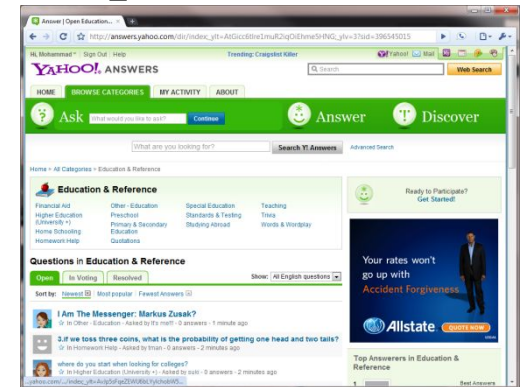 Answer | Open Education...
http://answers.yahoo.com/dir/index;_ylt=AtGicc6tlre1muR2iqOiEhme5HNG;_ylv=3?sid=396545015
Hi, Mohammad
Sign Out
Help
Trending: Craigslist Killer
Yahoo!
Mail
YAHOO! ANSWERS
Search
Web Search
HOME
BROWSE CATEGORIES
MY ACTIVITY
ABOUT
Ask
What would you like to ask?
Continue
Answer
Discover
What are you looking for?
Search Y! Answers
Advanced Search
Home > All Categories > Education & Reference
Education & Reference
Financial Aid
Other - Education
Special Education
Teaching
Higher Education (University +)
Preschool
Standards & Testing
Trivia
Home Schooling
Primary & Secondary Education
Studying Abroad
Words & Wordplay
Homework Help
Quotations
Ready to Participate?
Get Started!
Questions in Education & Reference
Open
In Voting
Resolved
Show: All English questions
Sort by: Newest
Most popular
Fewest Answers
I Am The Messenger: Markus Zusak?
In Other - Education - Asked by It's me!! - 0 answers - 1 minute ago
3.if we toss three coins, what is the probability of getting one head and two tails?
In Homework Help - Asked by trian - 0 answers - 2 minutes ago
where do you start when looking for colleges?
In Higher Education (University +) - Asked by suki - 0 answers - 2 minutes ago
Your rates won't
go up with
Accident Forgiveness
Allstate
QUOTE NOW
Top Answerers in Education &
Reference
1
Best Answers